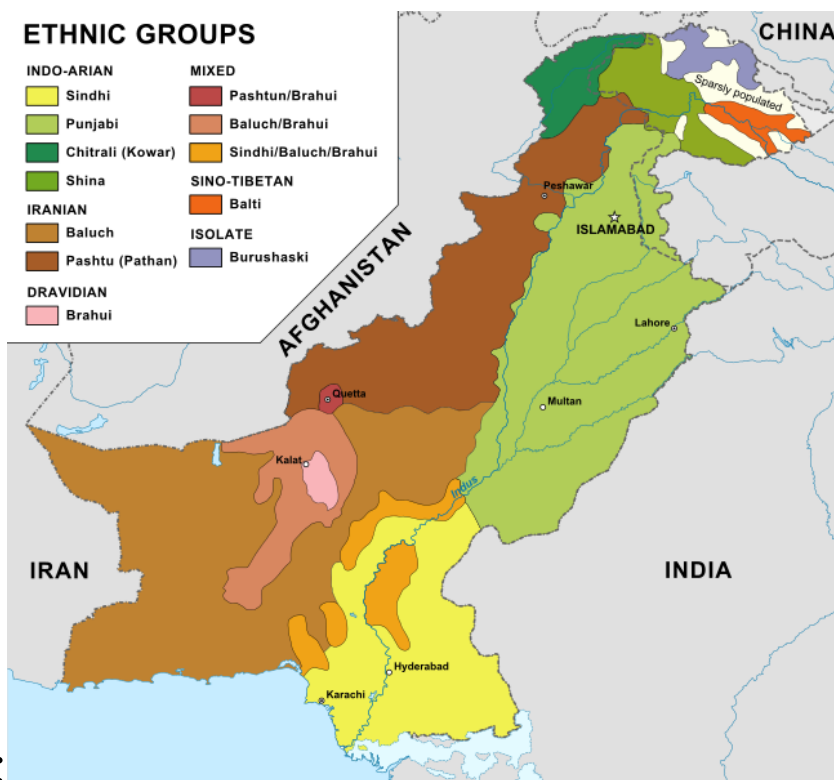 ETHNIC GROUPS
INDO-ARIAN
Sindhi
Punjabi
Chitrali (Kowar)
Shina
IRANIAN
Baluch
Pashtu (Pathan)
DRAVIDIAN
Brahui
MIXED
Pashtun/Brahui
Baluch/Brahui
Sindhi/Baluch/Brahui
SINO-TIBETAN
Balti
ISOLATE
Burushaski
CHINA
Sparsly populated
Peshawar
ISLAMABAD
AFGHANISTAN
Lahore
Quetta
Multan
Kalat
Indus
IRAN
INDIA
Hyderabad
Karachi